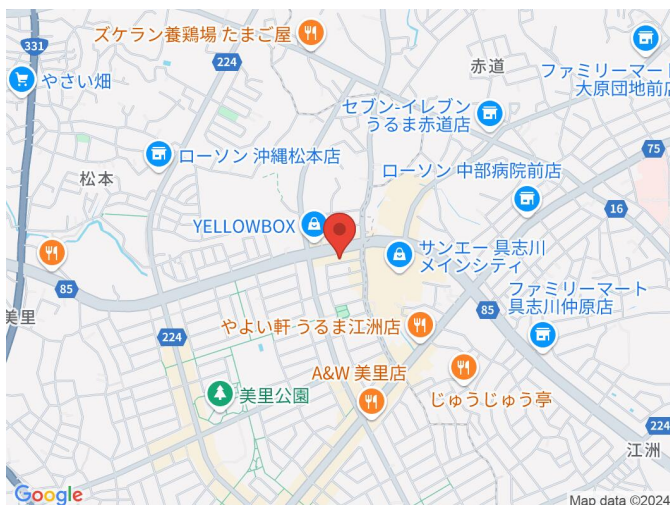 ズケラン養鶏場 たまご屋
331
224
赤道
やさい畑
ファミリーマート
大原団地前店
セブン-イレブン
うるま赤道店
ローソン 沖縄松本店
ローソン 中部病院前店
75
松本
16
YELLOWBOX
サンエー 具志川
メインシティ
85
ファミリーマート
具志川仲原店
美里
85
やよい軒 うるま江洲店
224
A&W 美里店
美里公園
じゅうじゅう亭
224
江洲
Google
Map data ©2024